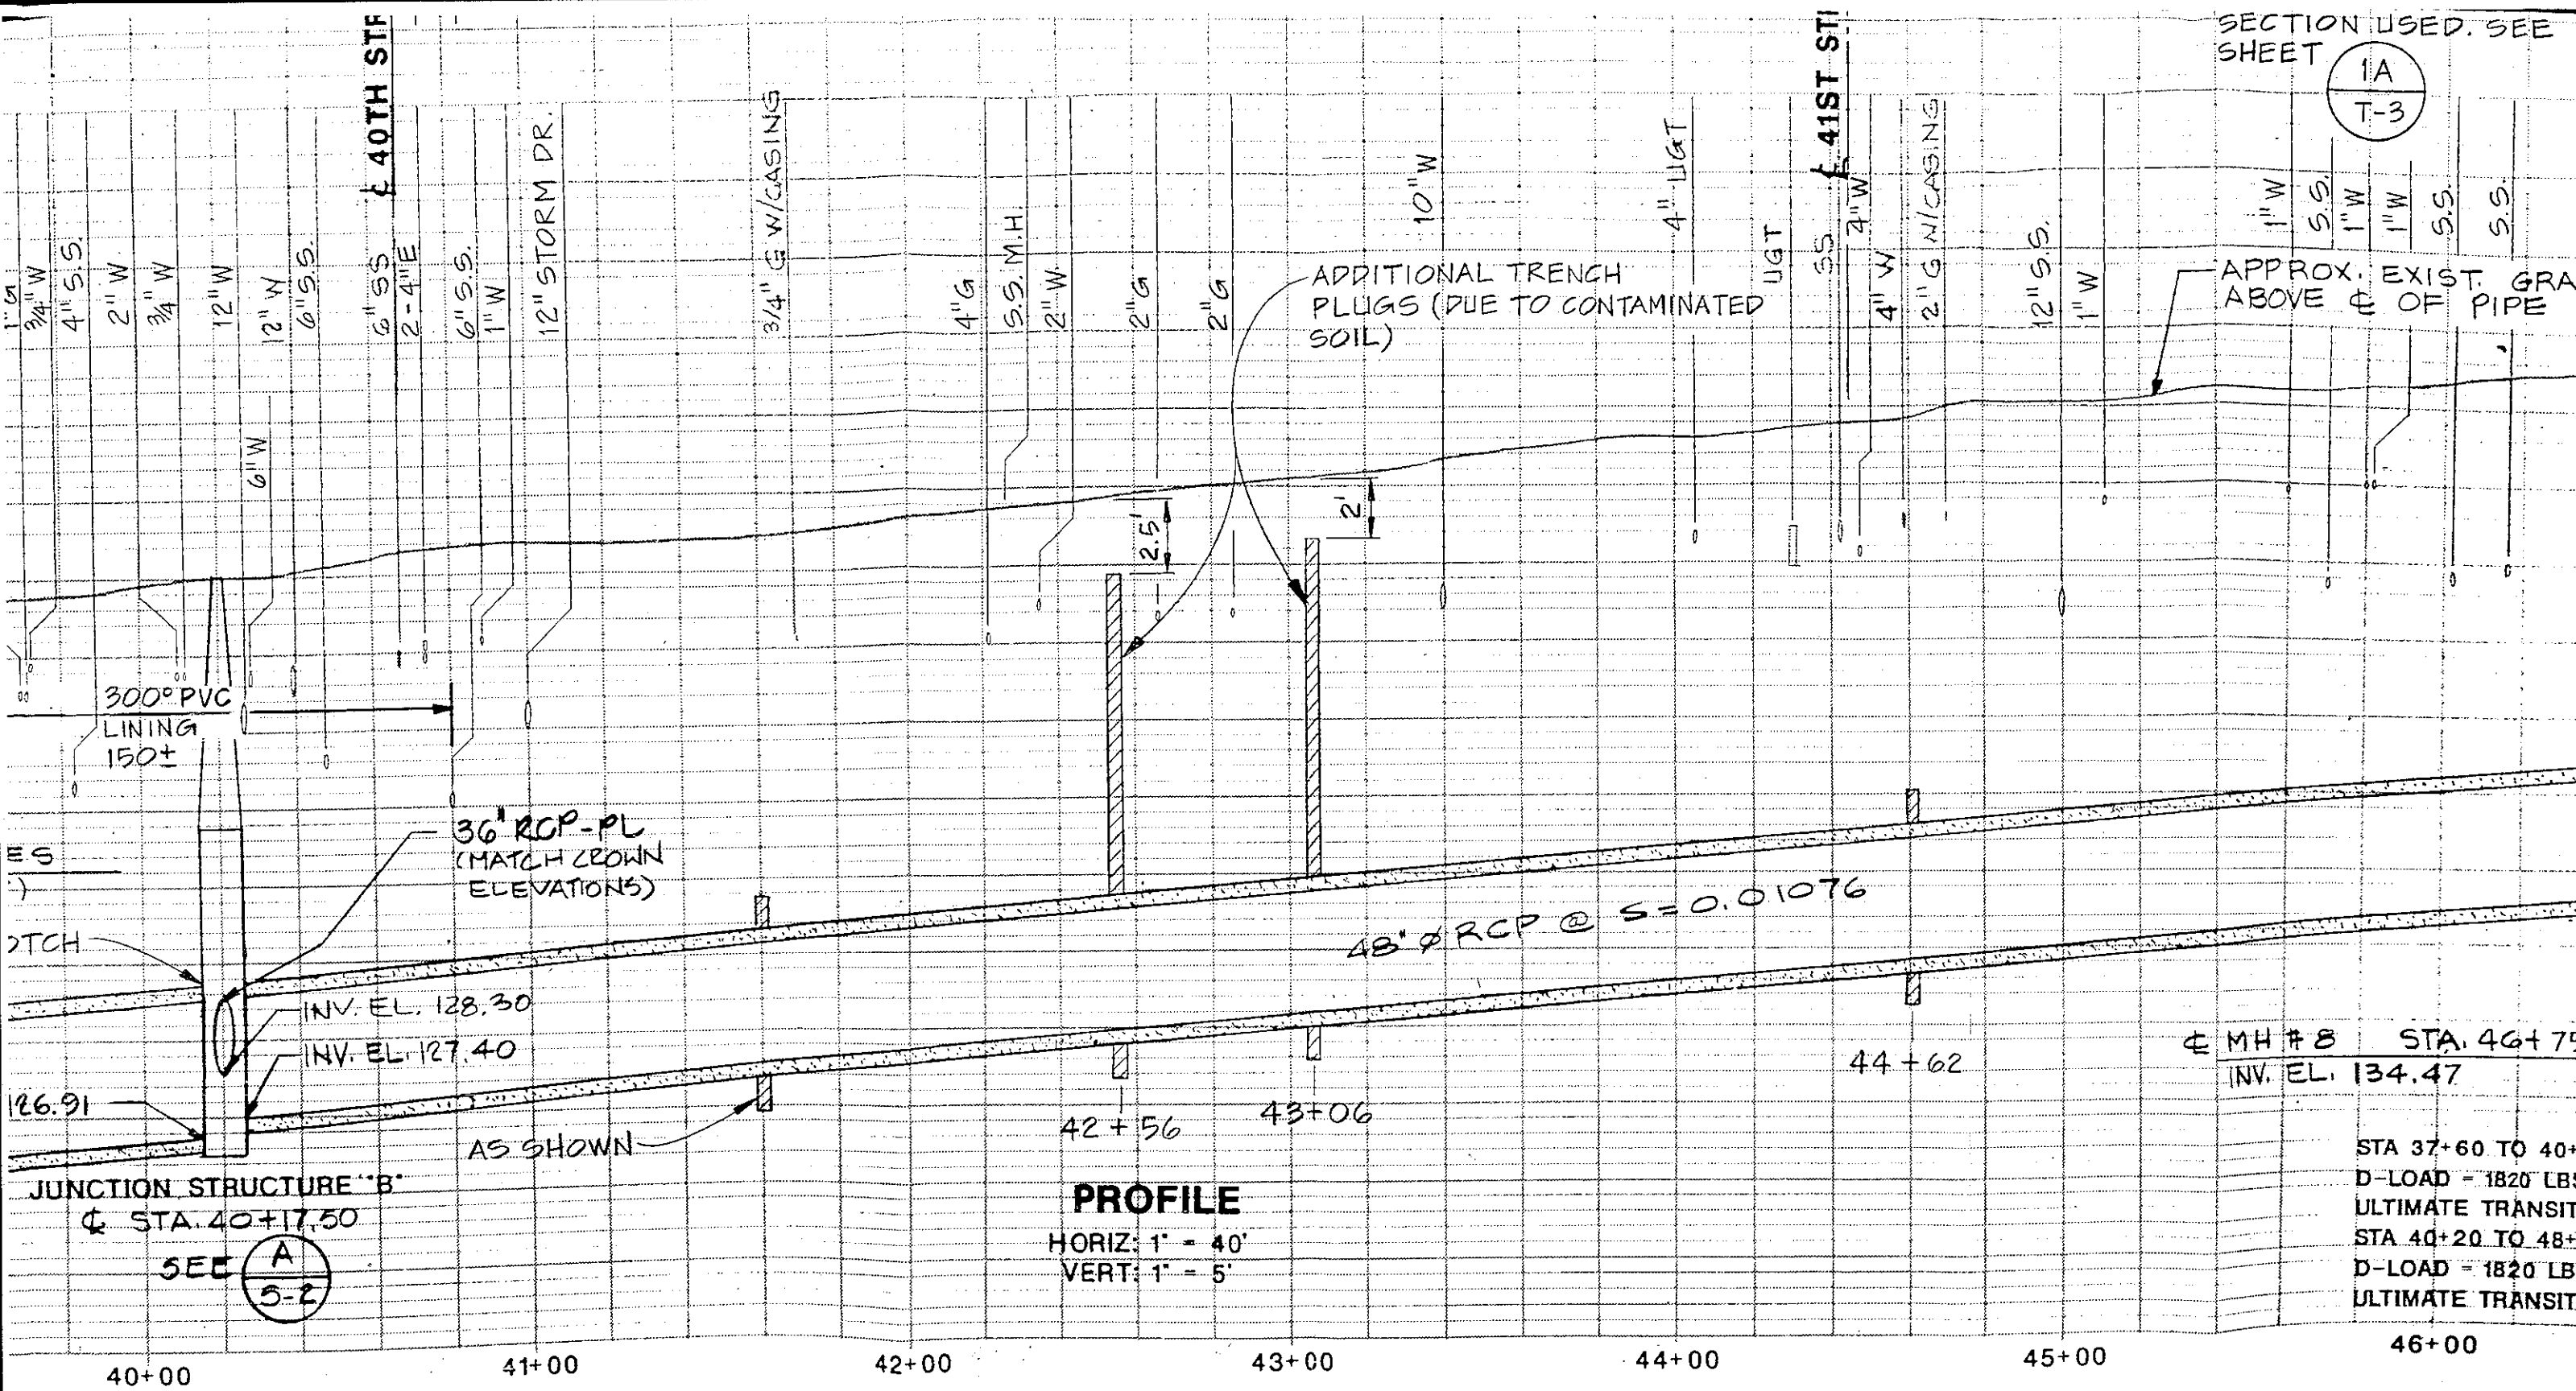 SECTION USED. SEE
SHEET
1A
T-3
℄ 40TH
℄ 41ST
3/4" W
4" S.S.
2" W
3/4" W
12" W
12" W
6" S.S.
6" SS
2-4"E
6" S.S.
1" W
12" STORM DR.
3/4" G W/CASING
4" G
S.S. M.H.
2" W
2" G
2" G
10" W
4" UGT
UGT
SS
4" W
4" W
2" G W/CASING
12" S.S.
1" W
1" W
S.S.
1" W
1" W
S.S.
S.S.
6" W
ADDITIONAL TRENCH
PLUGS (DUE TO CONTAMINATED
SOIL)
APPROX. EXIST. GRA
ABOVE ℄ OF PIPE
2.5'
2'
300° PVC
LINING
150±
36" RCP-PL
(MATCH CROWN
ELEVATIONS)
ES
)
OTCH
48" Ø RCP @ S=0.01076
INV. EL. 128.30
INV. EL. 127.40
126.91
AS SHOWN
42+56
43+06
44+62
℄ MH #8 STA. 46+75
INV. EL. 134.47
JUNCTION STRUCTURE "B"
℄ STA. 40+17.50
SEE
A
S-2
PROFILE
HORIZ: 1" = 40'
VERT: 1" = 5'
STA 37+60 TO 40+
D-LOAD = 1820 LBS
ULTIMATE TRANSIT
STA 40+20 TO 48+
D-LOAD = 1820 LB
ULTIMATE TRANSIT
40+00
41+00
42+00
43+00
44+00
45+00
46+00